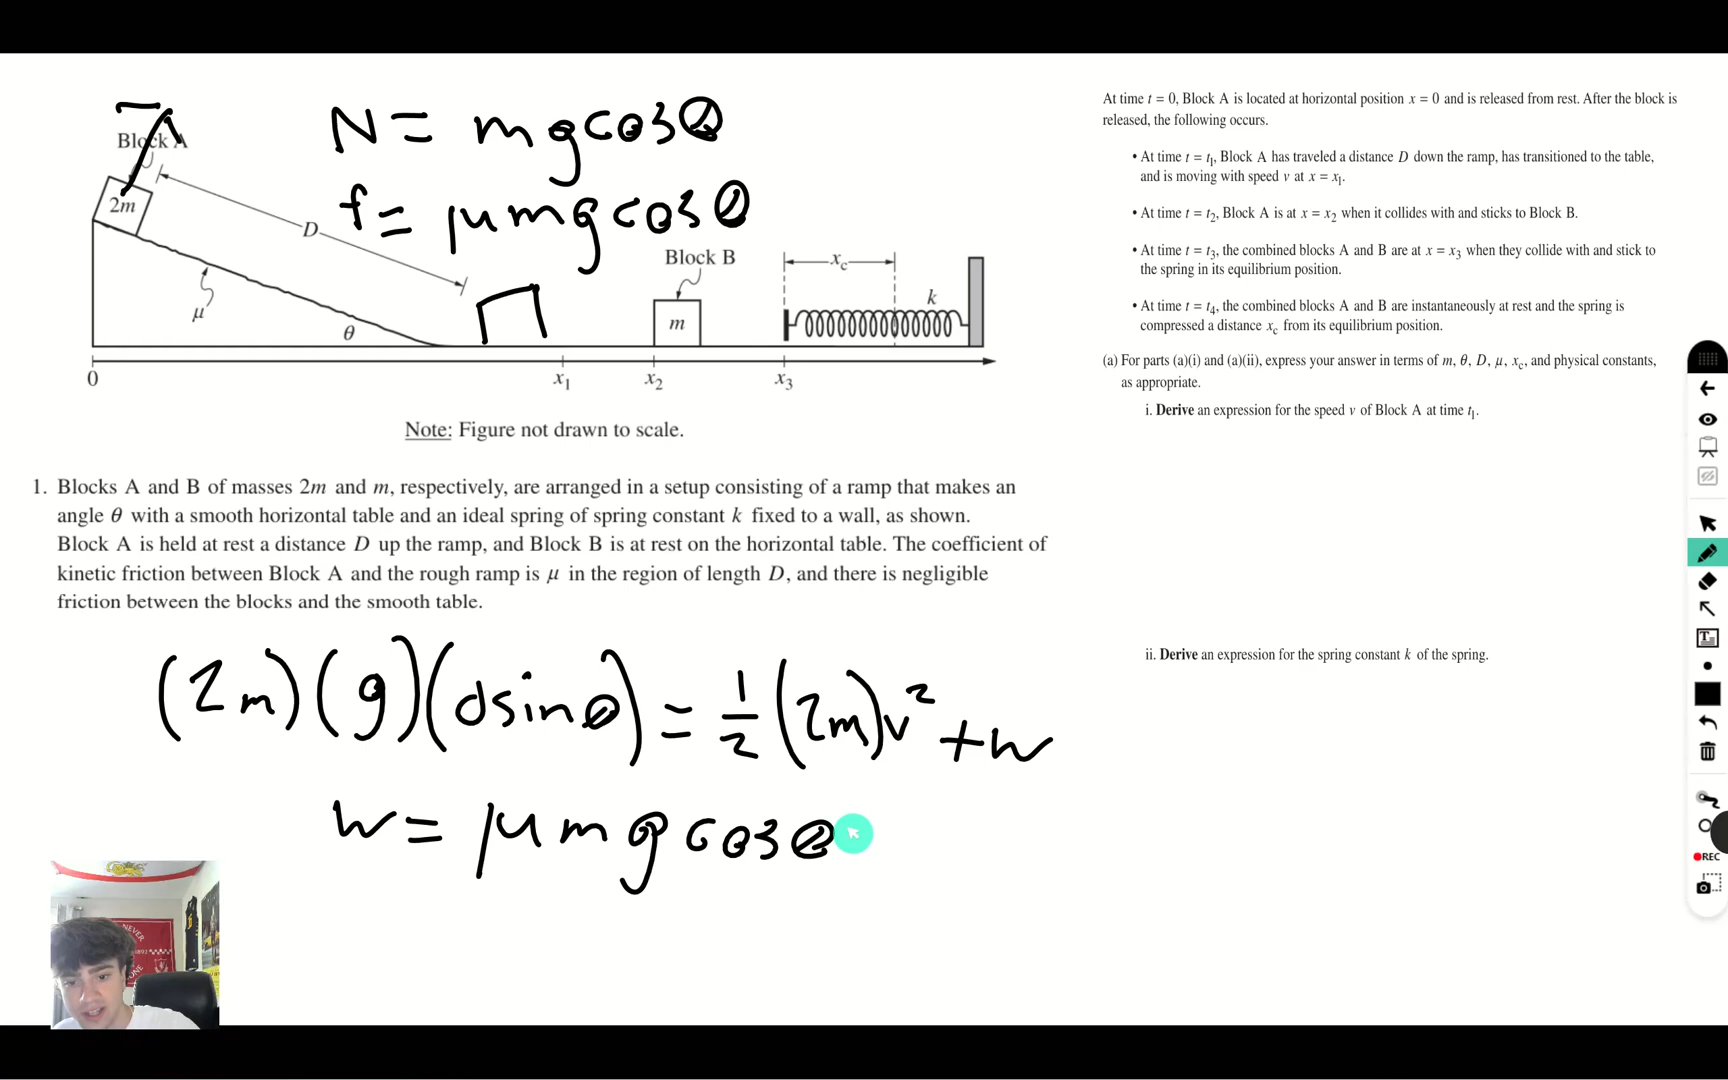 N = mgcosθ
f = μmgcosθ
Block A
2m
D
μ
θ
Block B
m
x_c
k
0
x₁
x₂
x₃
Note: Figure not drawn to scale.
1. Blocks A and B of masses 2m and m, respectively, are arranged in a setup consisting of a ramp that makes an
angle θ with a smooth horizontal table and an ideal spring of spring constant k fixed to a wall, as shown.
Block A is held at rest a distance D up the ramp, and Block B is at rest on the horizontal table. The coefficient of
kinetic friction between Block A and the rough ramp is μ in the region of length D, and there is negligible
friction between the blocks and the smooth table.
(2m)(g)(dsinθ) = 1/2 (2m)v² + w
w = μmgcosθ
At time t = 0, Block A is located at horizontal position x = 0 and is released from rest. After the block is
released, the following occurs.
• At time t = t₁, Block A has traveled a distance D down the ramp, has transitioned to the table,
and is moving with speed v at x = x₁.
• At time t = t₂, Block A is at x = x₂ when it collides with and sticks to Block B.
• At time t = t₃, the combined blocks A and B are at x = x₃ when they collide with and stick to
the spring in its equilibrium position.
• At time t = t₄, the combined blocks A and B are instantaneously at rest and the spring is
compressed a distance x_c from its equilibrium position.
(a) For parts (a)(i) and (a)(ii), express your answer in terms of m, θ, D, μ, x_c, and physical constants,
as appropriate.
i. Derive an expression for the speed v of Block A at time t₁.
ii. Derive an expression for the spring constant k of the spring.
REC
NEVER